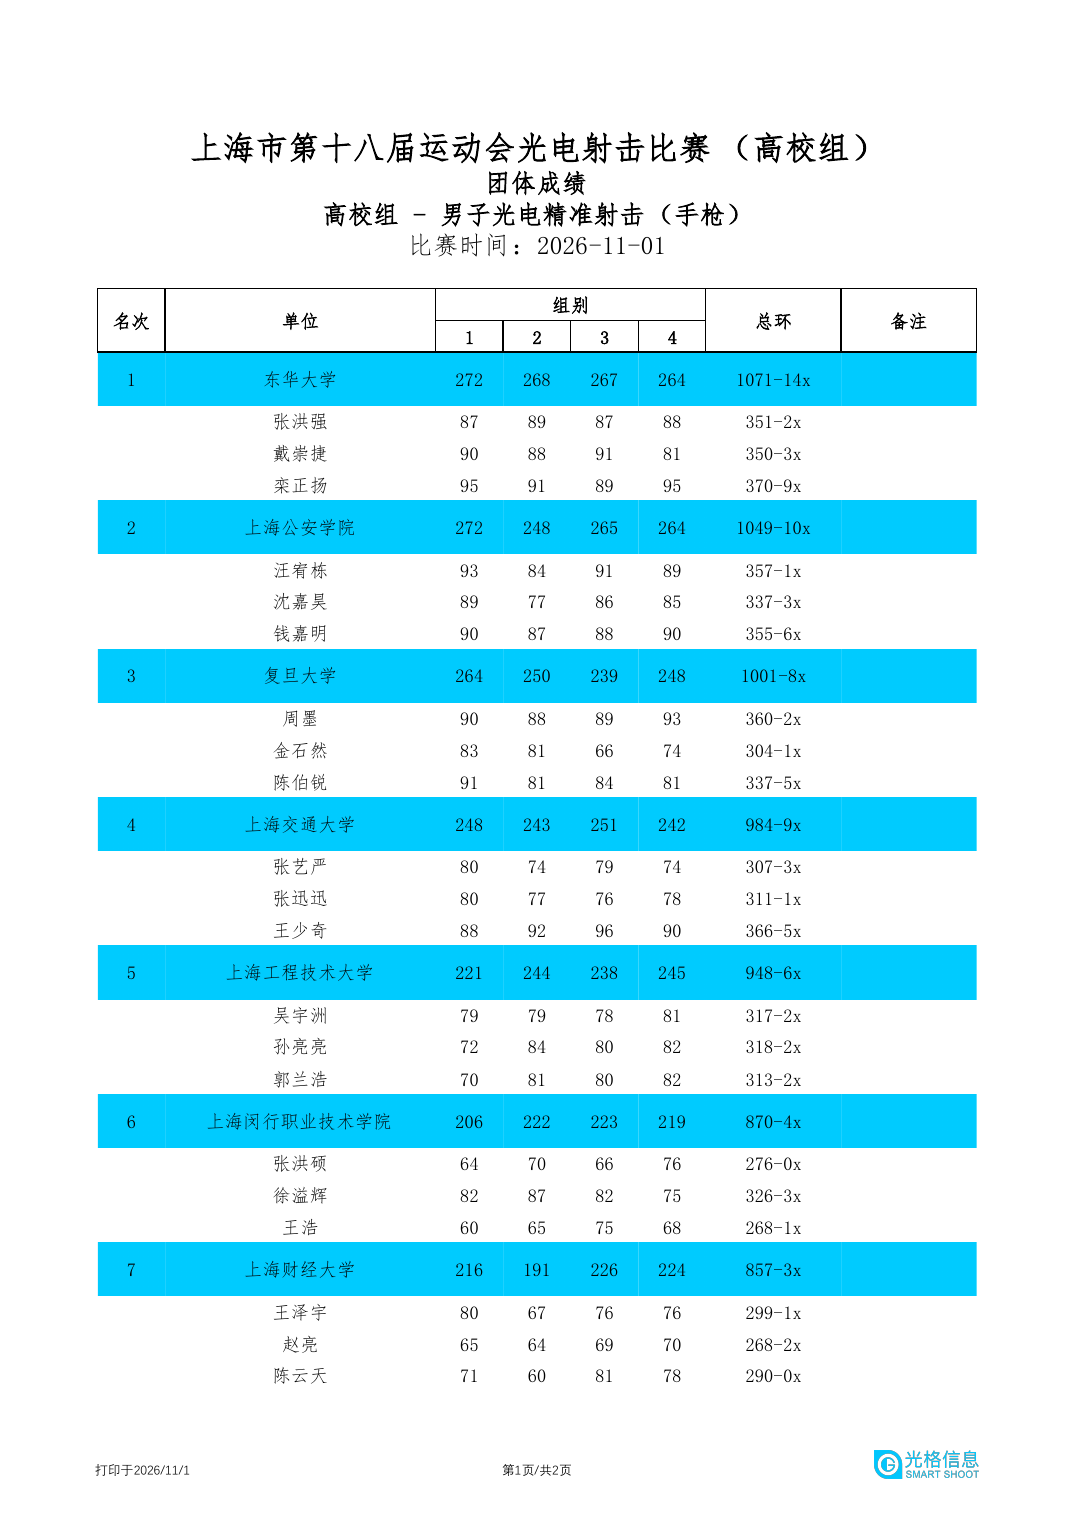 上海市第十八届运动会光电射击比赛（高校组）
团体成绩
高校组 - 男子光电精准射击（手枪）
比赛时间：2026-11-01
名次 单位 组别 总环 备注
1 2 3 4
1 东华大学 272 268 267 264 1071-14x
张洪强 87 89 87 88 351-2x
戴崇捷 90 88 91 81 350-3x
栾正扬 95 91 89 95 370-9x
2 上海公安学院 272 248 265 264 1049-10x
汪宥栋 93 84 91 89 357-1x
沈嘉昊 89 77 86 85 337-3x
钱嘉明 90 87 88 90 355-6x
3 复旦大学 264 250 239 248 1001-8x
周墨 90 88 89 93 360-2x
金石然 83 81 66 74 304-1x
陈伯锐 91 81 84 81 337-5x
4 上海交通大学 248 243 251 242 984-9x
张艺严 80 74 79 74 307-3x
张迅迅 80 77 76 78 311-1x
王少奇 88 92 96 90 366-5x
5 上海工程技术大学 221 244 238 245 948-6x
吴宇洲 79 79 78 81 317-2x
孙亮亮 72 84 80 82 318-2x
郭兰浩 70 81 80 82 313-2x
6 上海闵行职业技术学院 206 222 223 219 870-4x
张洪硕 64 70 66 76 276-0x
徐溢辉 82 87 82 75 326-3x
王浩 60 65 75 68 268-1x
7 上海财经大学 216 191 226 224 857-3x
王泽宇 80 67 76 76 299-1x
赵亮 65 64 69 70 268-2x
陈云天 71 60 81 78 290-0x
打印于2026/11/1 第1页/共2页 光格信息
SMART SHOOT